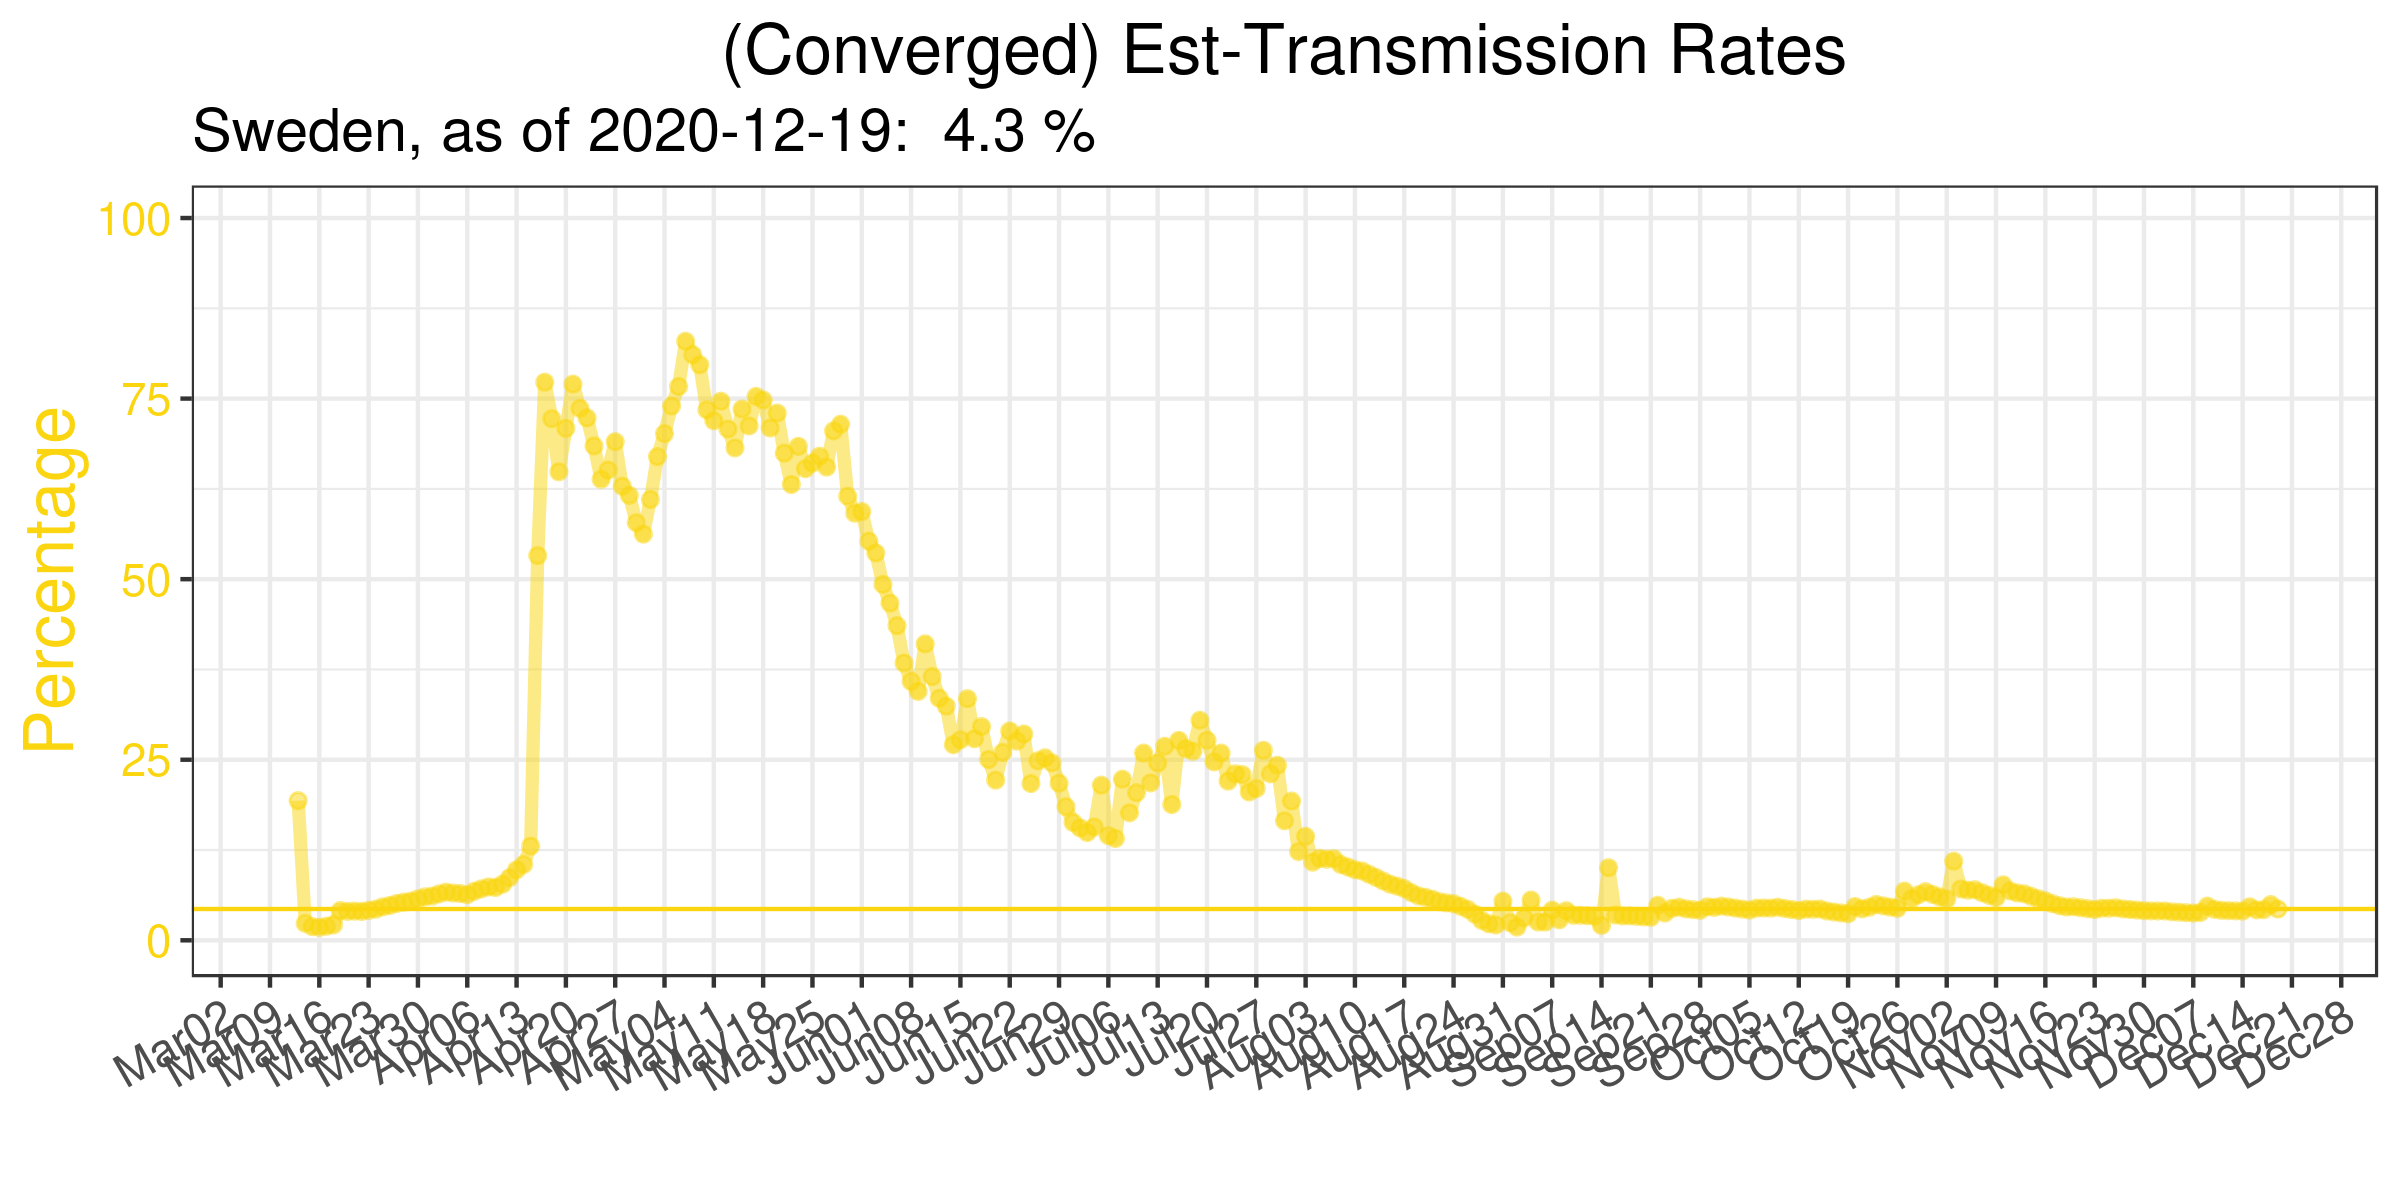 (Converged) Est-Transmission Rates
Sweden, as of 2020-12-19:  4.3 %
Percentage
100
75
50
25
0
Mar02
Mar09
Mar16
Mar23
Mar30
Apr06
Apr13
Apr20
Apr27
May04
May11
May18
May25
Jun01
Jun08
Jun15
Jun22
Jun29
Jul06
Jul13
Jul20
Jul27
Aug03
Aug10
Aug17
Aug24
Aug31
Sep07
Sep14
Sep21
Sep28
Oct05
Oct12
Oct19
Oct26
Nov02
Nov09
Nov16
Nov23
Nov30
Dec07
Dec14
Dec21
Dec28